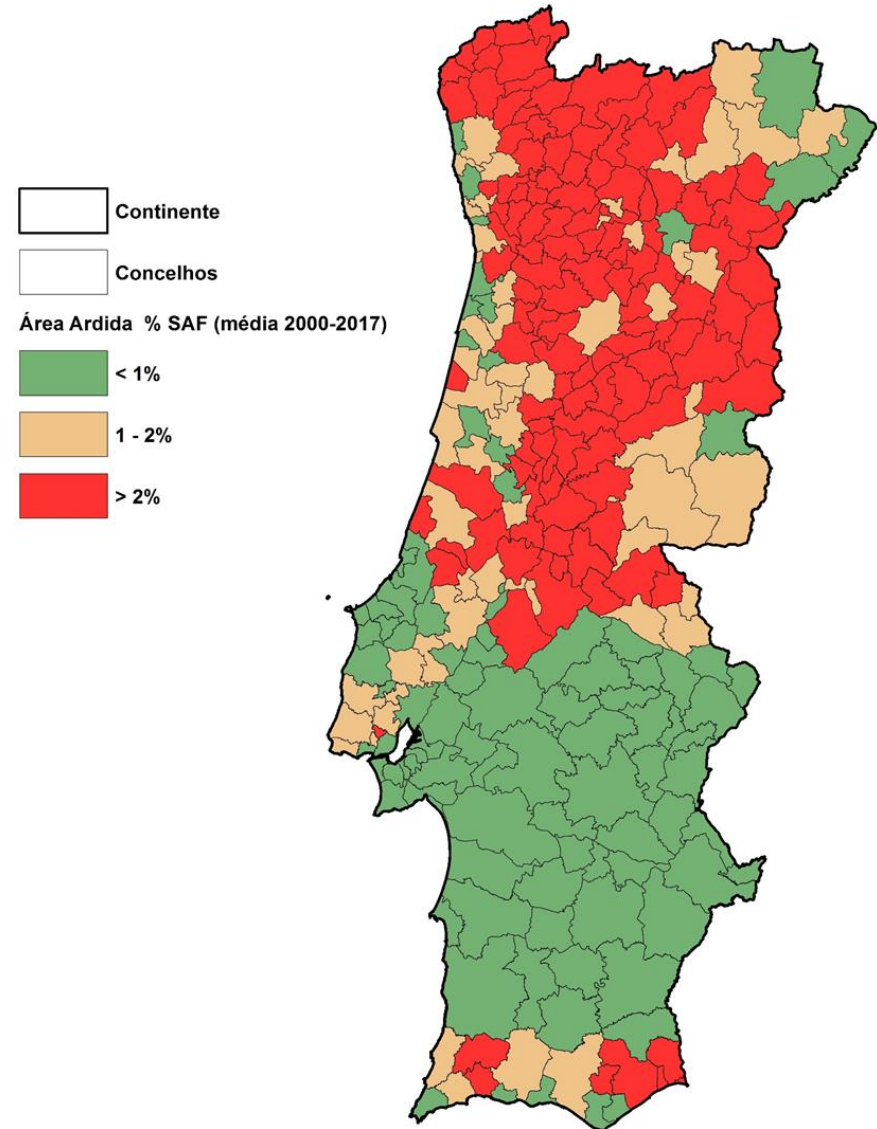 Continente
Concelhos
Área Ardida % SAF (média 2000-2017)
< 1%
1 - 2%
> 2%